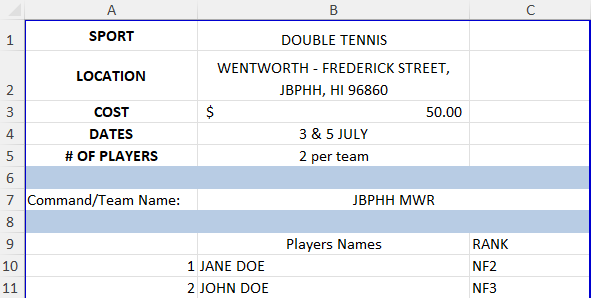 A B C
1 SPORT DOUBLE TENNIS
2 LOCATION WENTWORTH - FREDERICK STREET,
JBPHH, HI 96860
3 COST $ 50.00
4 DATES 3 & 5 JULY
5 # OF PLAYERS 2 per team
6
7 Command/Team Name: JBPHH MWR
8
9 Players Names RANK
10 1 JANE DOE NF2
11 2 JOHN DOE NF3